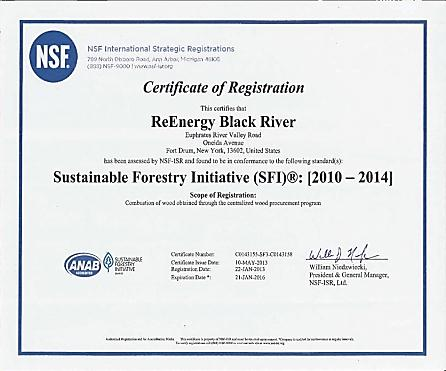 NSF
NSF International Strategic Registrations
789 North Dixboro Road, Ann Arbor, Michigan 48105
(888) NSF-9000 | www.nsf-isr.org
Certificate of Registration
This certifies that
ReEnergy Black River
Euphrates River Valley Road
Oneida Avenue
Fort Drum, New York, 13602, United States
has been assessed by NSF-ISR and found to be in conformance to the following standard(s):
Sustainable Forestry Initiative (SFI)®: [2010 – 2014]
Scope of Registration:
Combustion of wood obtained through the centralized wood procurement program
ANAB
ACCREDITED
SUSTAINABLE
FORESTRY
INITIATIVE
Certificate Number: C0143155-SFI-C0143158
Certificate Issue Date: 10-MAY-2013
Registration Date: 22-JAN-2013
Expiration Date *: 21-JAN-2016
William Niedzwiecki,
President & General Manager,
NSF-ISR, Ltd.